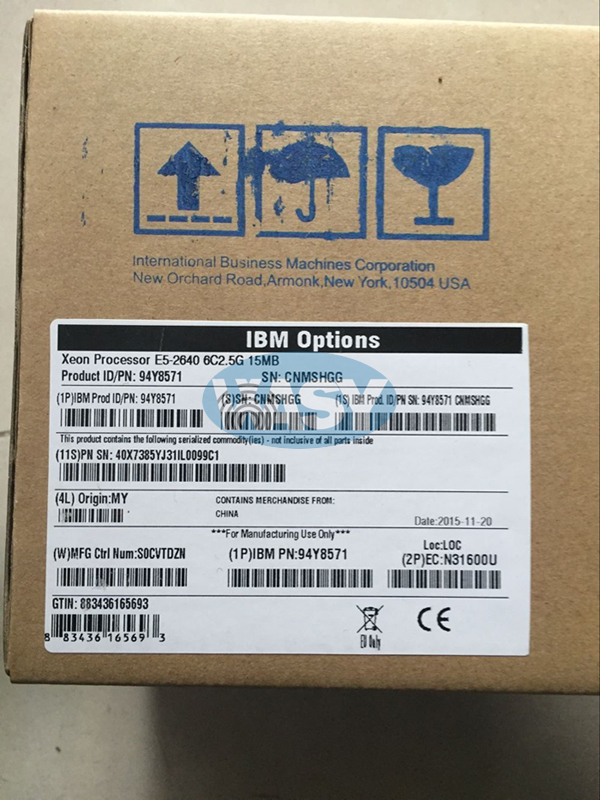 International Business Machines Corporation
New Orchard Road,Armonk,New York,10504 USA
IBM Options
Xeon Processor E5-2640 6C2.5G 15MB
Product ID/PN: 94Y8571 SN: CNMSHGG
(1P)IBM Prod ID/PN: 94Y8571 (S)SN: CNMSHGG (1S) IBM Prod. ID/PN SN: 94Y8571 CNMSHGG
EASY
This product contains the following serialized commodity(ies) - not inclusive of all parts inside
(11S)PN SN: 40X7385YJ31IL0099C1
(4L) Origin:MY CONTAINS MERCHANDISE FROM:
CHINA
Date:2015-11-20
***For Manufacturing Use Only***
Loc:LOC
(W)MFG Ctrl Num:S0CVTDZN (1P)IBM PN:94Y8571 (2P)EC:N31600U
GTIN: 883436165693
8 83436 16569 3
EU Only
CE